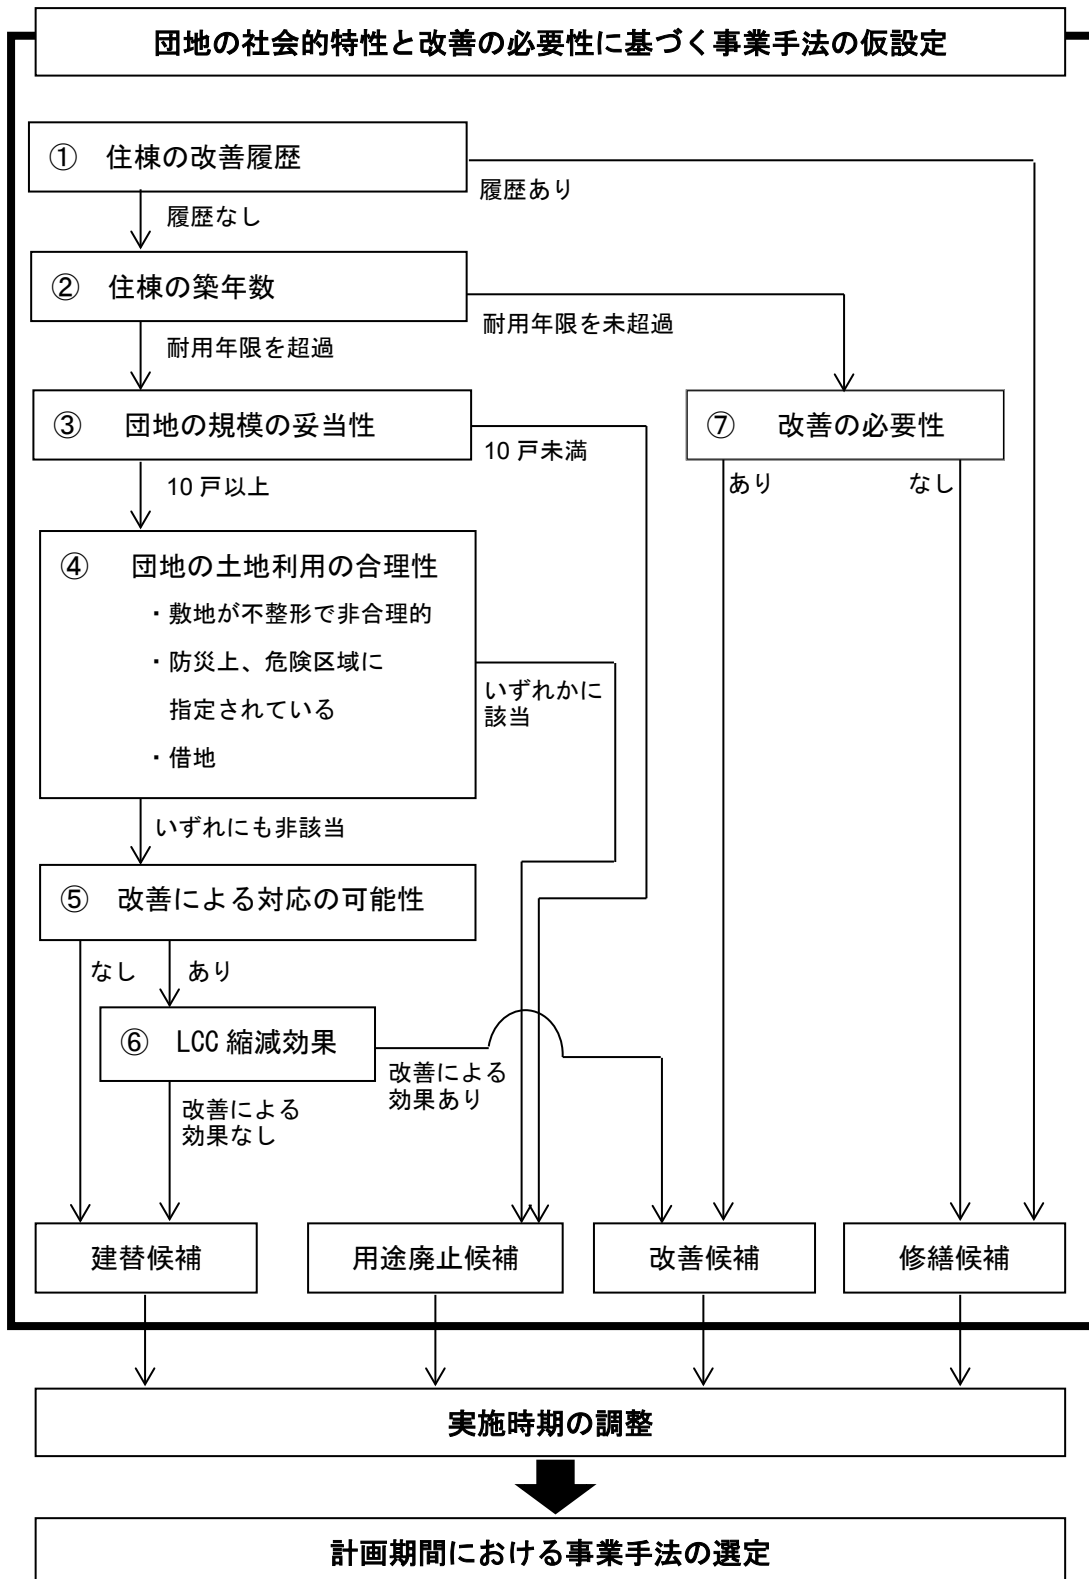 団地の社会的特性と改善の必要性に基づく事業手法の仮設定
① 住棟の改善履歴
履歴あり
履歴なし
② 住棟の築年数
耐用年限を未超過
耐用年限を超過
③ 団地の規模の妥当性
10戸未満
⑦ 改善の必要性
10戸以上
あり
なし
④ 団地の土地利用の合理性
・敷地が不整形で非合理的
・防災上、危険区域に
指定されている
・借地
いずれかに
該当
いずれにも非該当
⑤ 改善による対応の可能性
なし
あり
⑥ LCC縮減効果
改善による
効果あり
改善による
効果なし
建替候補
用途廃止候補
改善候補
修繕候補
実施時期の調整
計画期間における事業手法の選定